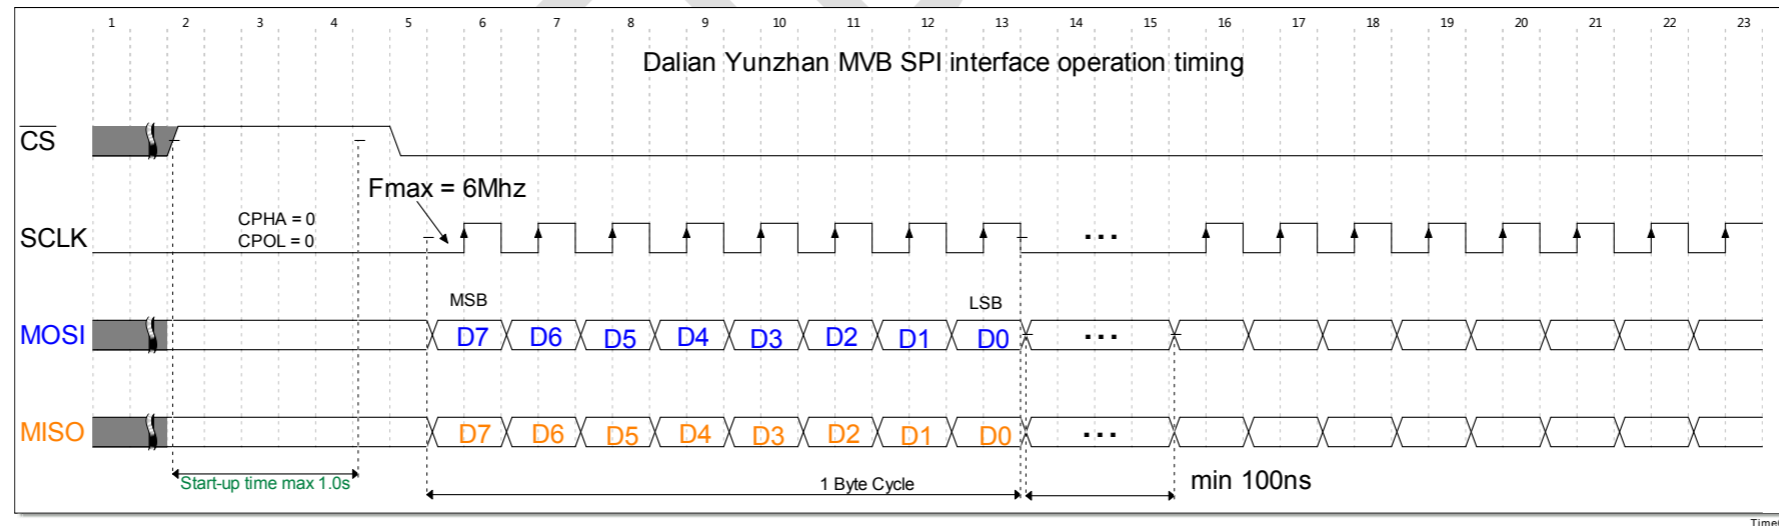 1 2 3 4 5 6 7 8 9 10 11 12 13 14 15 16 17 18 19 20 21 22 23
Dalian Yunzhan MVB SPI interface operation timing
CS
Fmax = 6Mhz
CPHA = 0
CPOL = 0
SCLK
...
MSB
LSB
MOSI
D7 D6 D5 D4 D3 D2 D1 D0 ...
MISO
D7 D6 D5 D4 D3 D2 D1 D0 ...
Start-up time max 1.0s
1 Byte Cycle
min 100ns